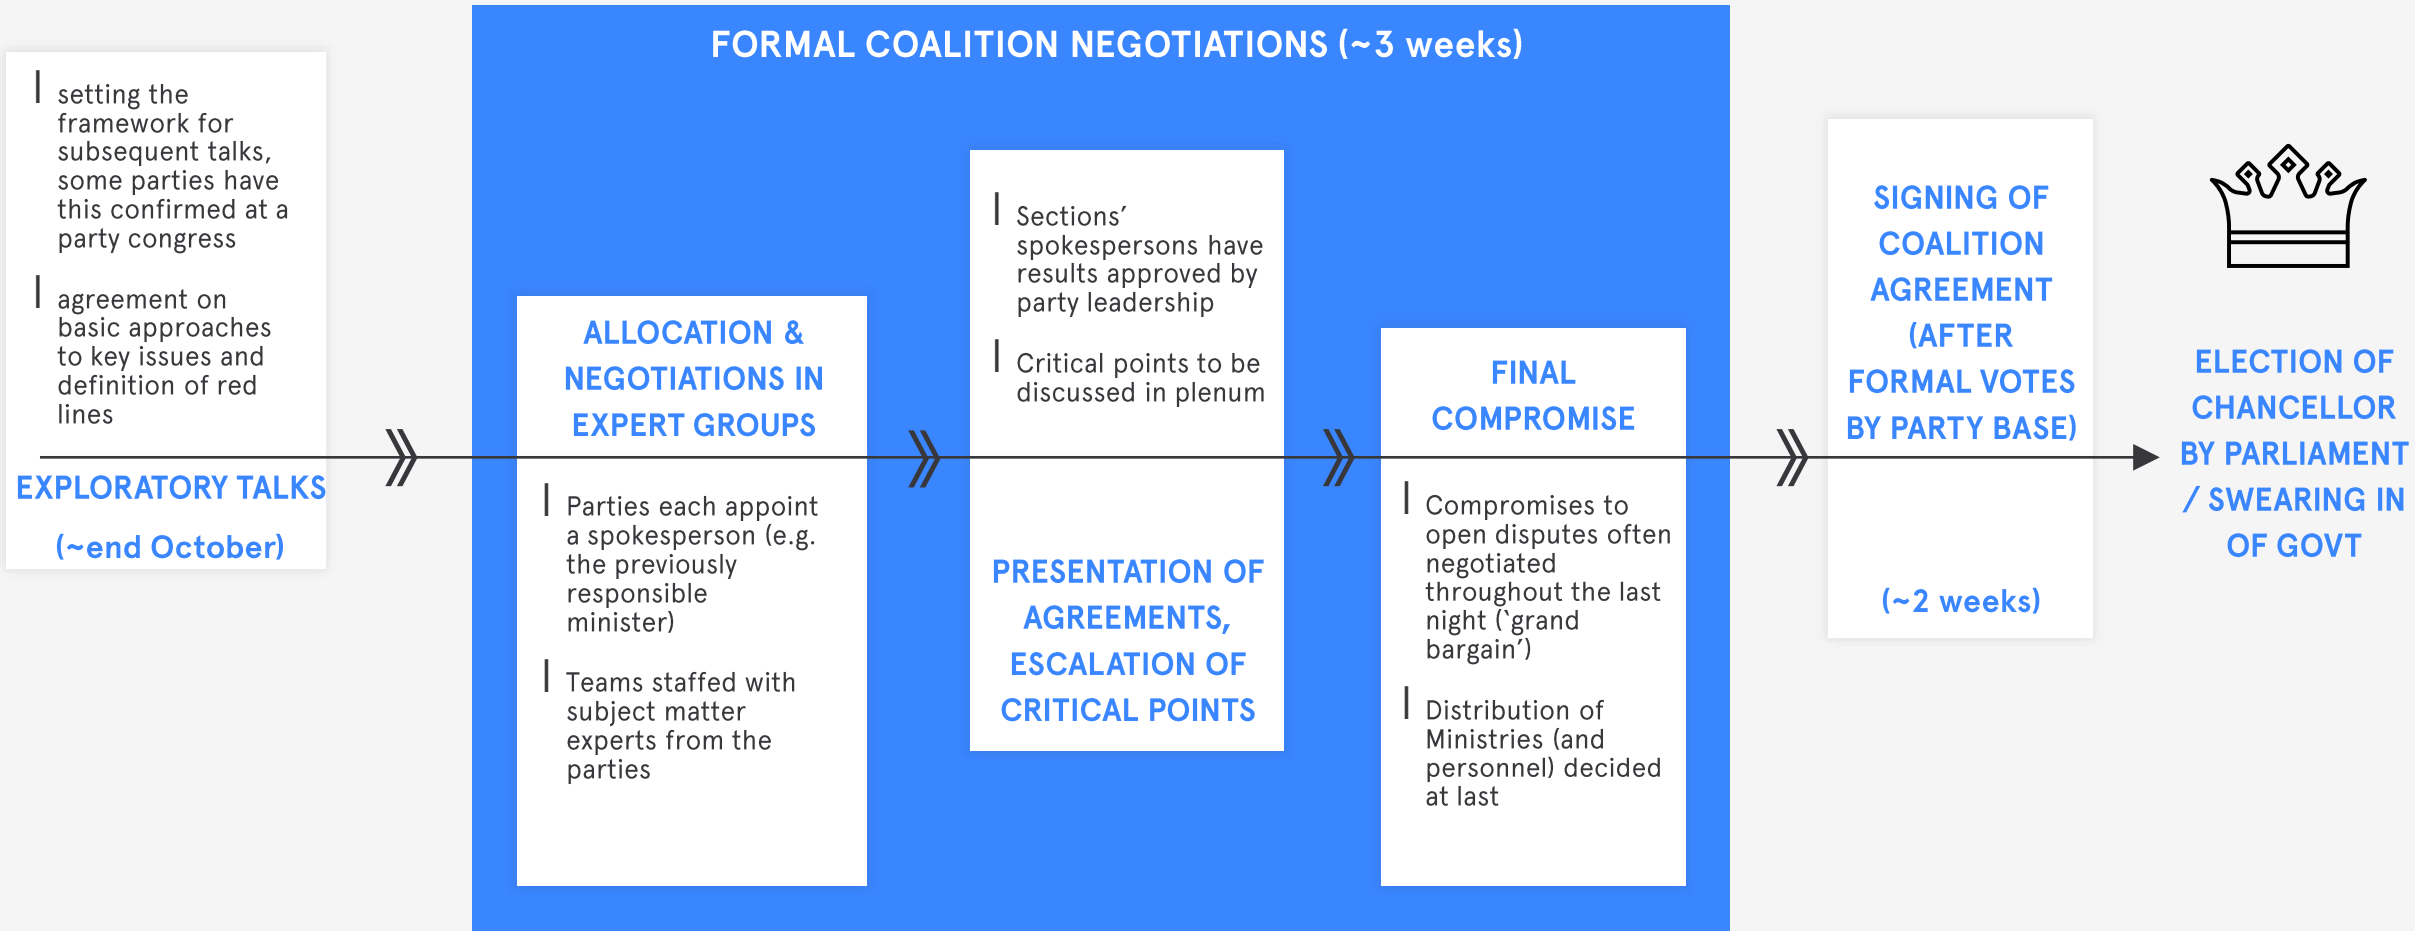 FORMAL COALITION NEGOTIATIONS (~3 weeks)
setting the
framework for
subsequent talks,
some parties have
this confirmed at a
party congress
agreement on
basic approaches
to key issues and
definition of red
lines
EXPLORATORY TALKS
(~end October)
ALLOCATION &
NEGOTIATIONS IN
EXPERT GROUPS
Parties each appoint
a spokesperson (e.g.
the previously
responsible
minister)
Teams staffed with
subject matter
experts from the
parties
Sections’
spokespersons have
results approved by
party leadership
Critical points to be
discussed in plenum
PRESENTATION OF
AGREEMENTS,
ESCALATION OF
CRITICAL POINTS
FINAL
COMPROMISE
Compromises to
open disputes often
negotiated
throughout the last
night (‛grand
bargain’)
Distribution of
Ministries (and
personnel) decided
at last
SIGNING OF
COALITION
AGREEMENT
(AFTER
FORMAL VOTES
BY PARTY BASE)
(~2 weeks)
ELECTION OF
CHANCELLOR
BY PARLIAMENT
/ SWEARING IN
OF GOVT